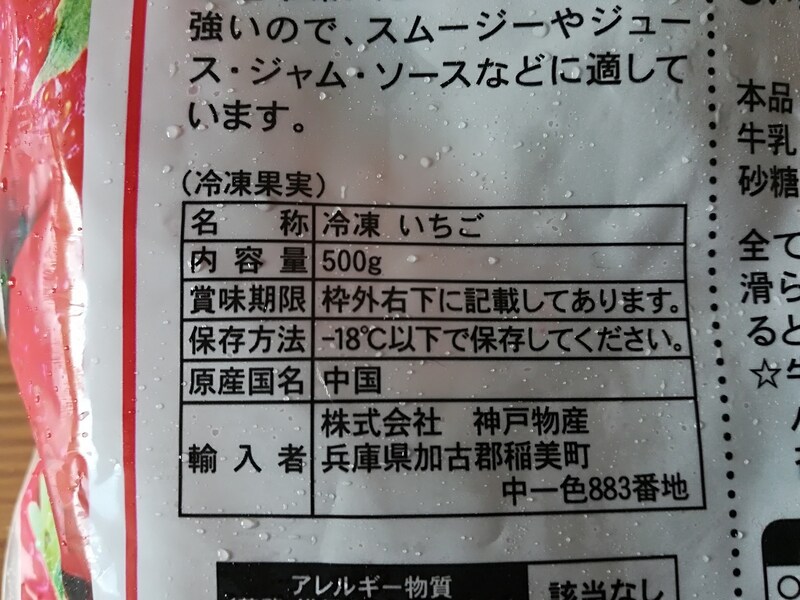 強いので、スムージーやジュー
ス・ジャム・ソースなどに適して
います。
(冷凍果実)
名 称 冷凍 いちご
内容量 500g
賞味期限 枠外右下に記載してあります。
保存方法 -18℃以下で保存してください。
原産国名 中国
輸入者 株式会社 神戸物産
兵庫県加古郡稲美町
中一色883番地
アレルギー物質 該当なし
本品
牛乳
砂糖
全て
滑ら
ると